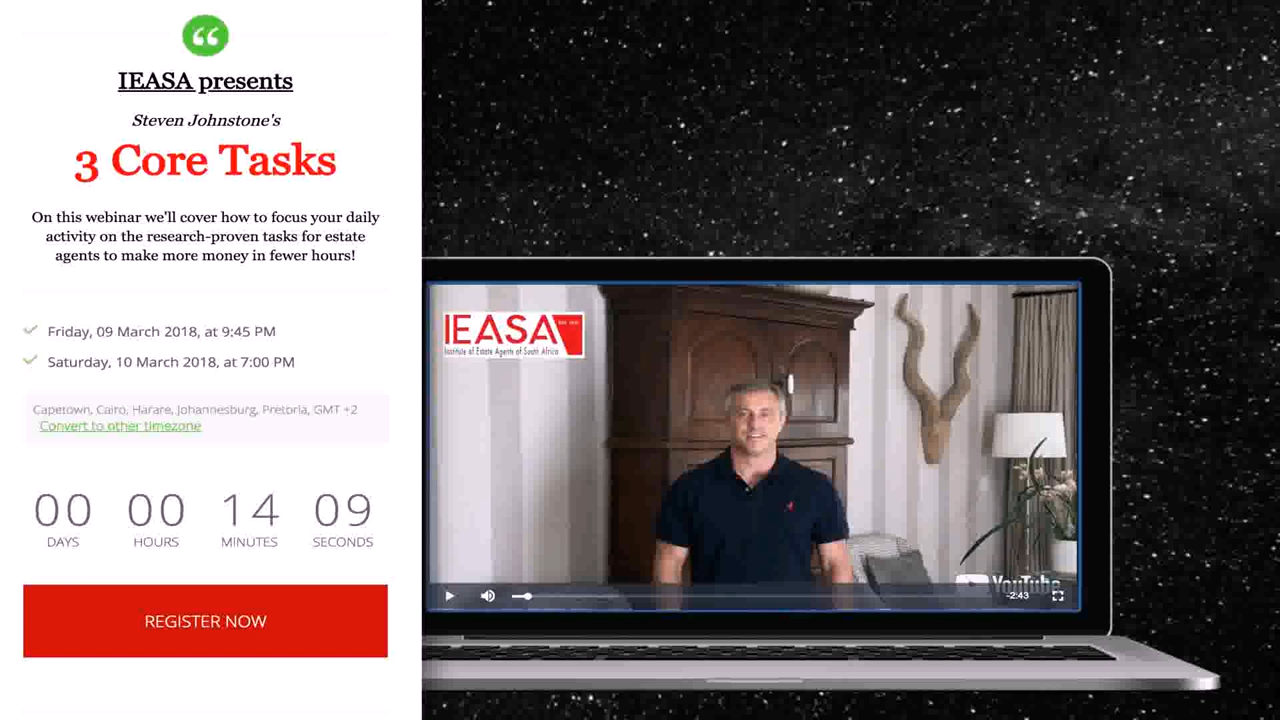 IEASA presents
Steven Johnstone's
3 Core Tasks
On this webinar we'll cover how to focus your daily
activity on the research-proven tasks for estate
agents to make more money in fewer hours!
Friday, 09 March 2018, at 9:45 PM
Saturday, 10 March 2018, at 7:00 PM
Capetown, Cairo, Harare, Johannesburg, Pretoria, GMT +2
Convert to other timezone
00 00 14 09
DAYS HOURS MINUTES SECONDS
REGISTER NOW
IEASA
Institute of Estate Agents of South Africa
YouTube
-2:43